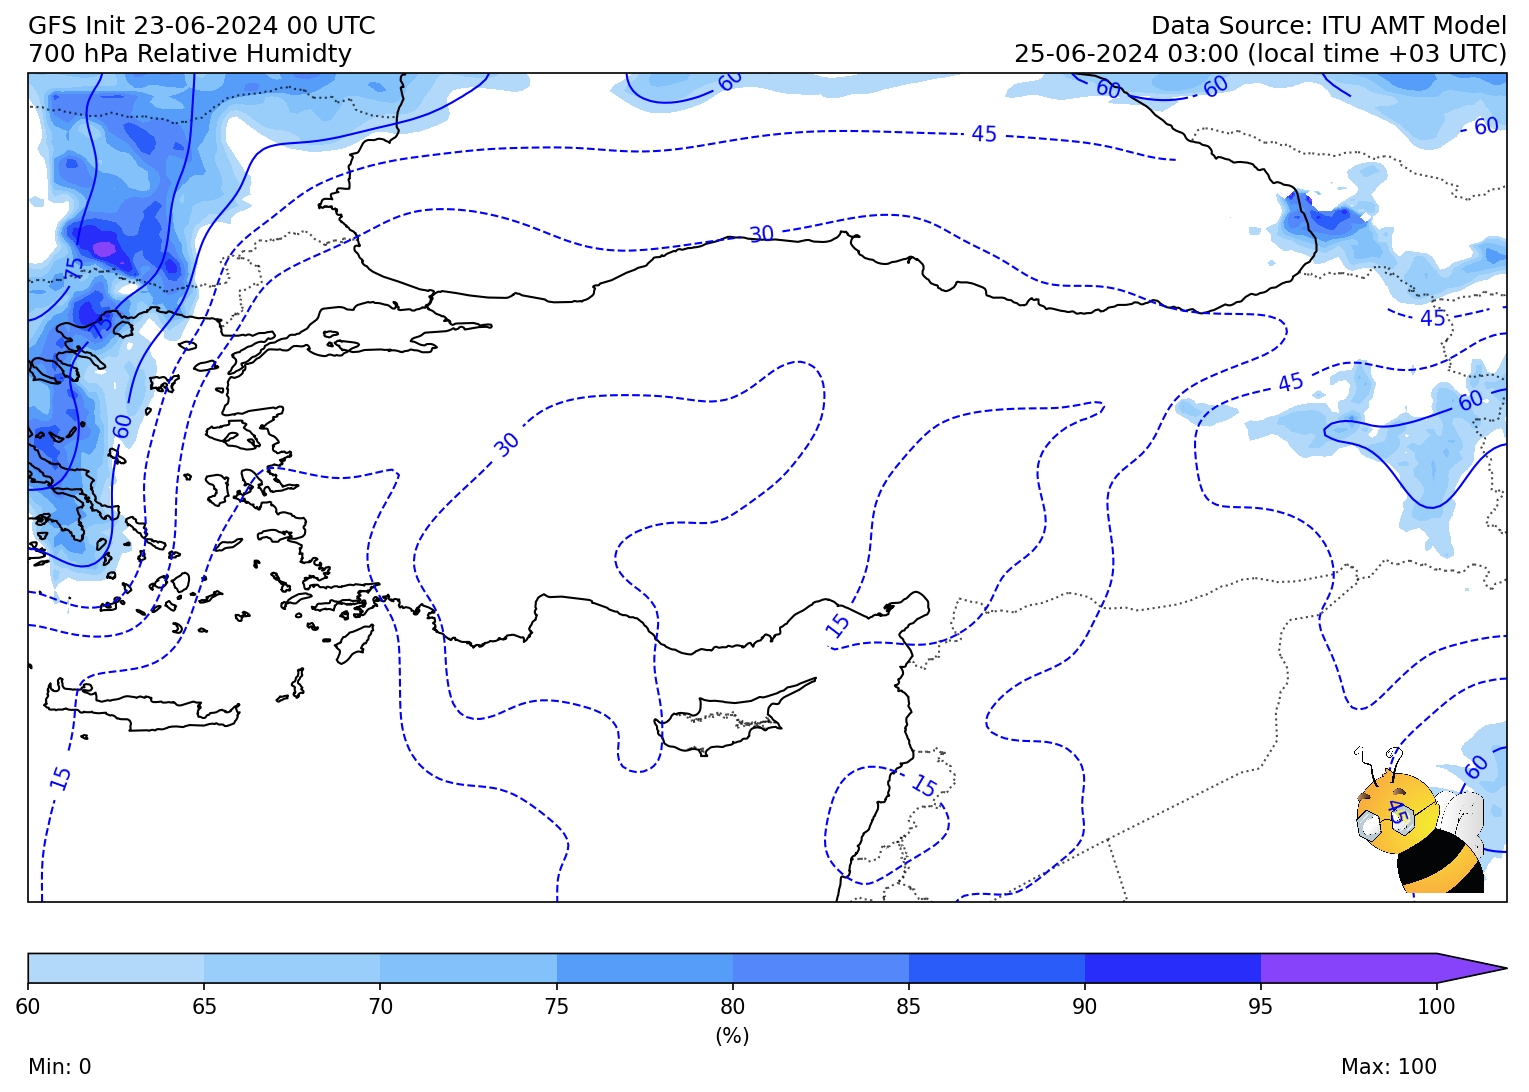 GFS Init 23-06-2024 00 UTC
Data Source: ITU AMT Model
700 hPa Relative Humidty
25-06-2024 03:00 (local time +03 UTC)
60
60
60
60
45
30
75
75
45
45
60
60
30
15
15
15
60
45
60 65 70 75 80 85 90 95 100
(%)
Min: 0
Max: 100